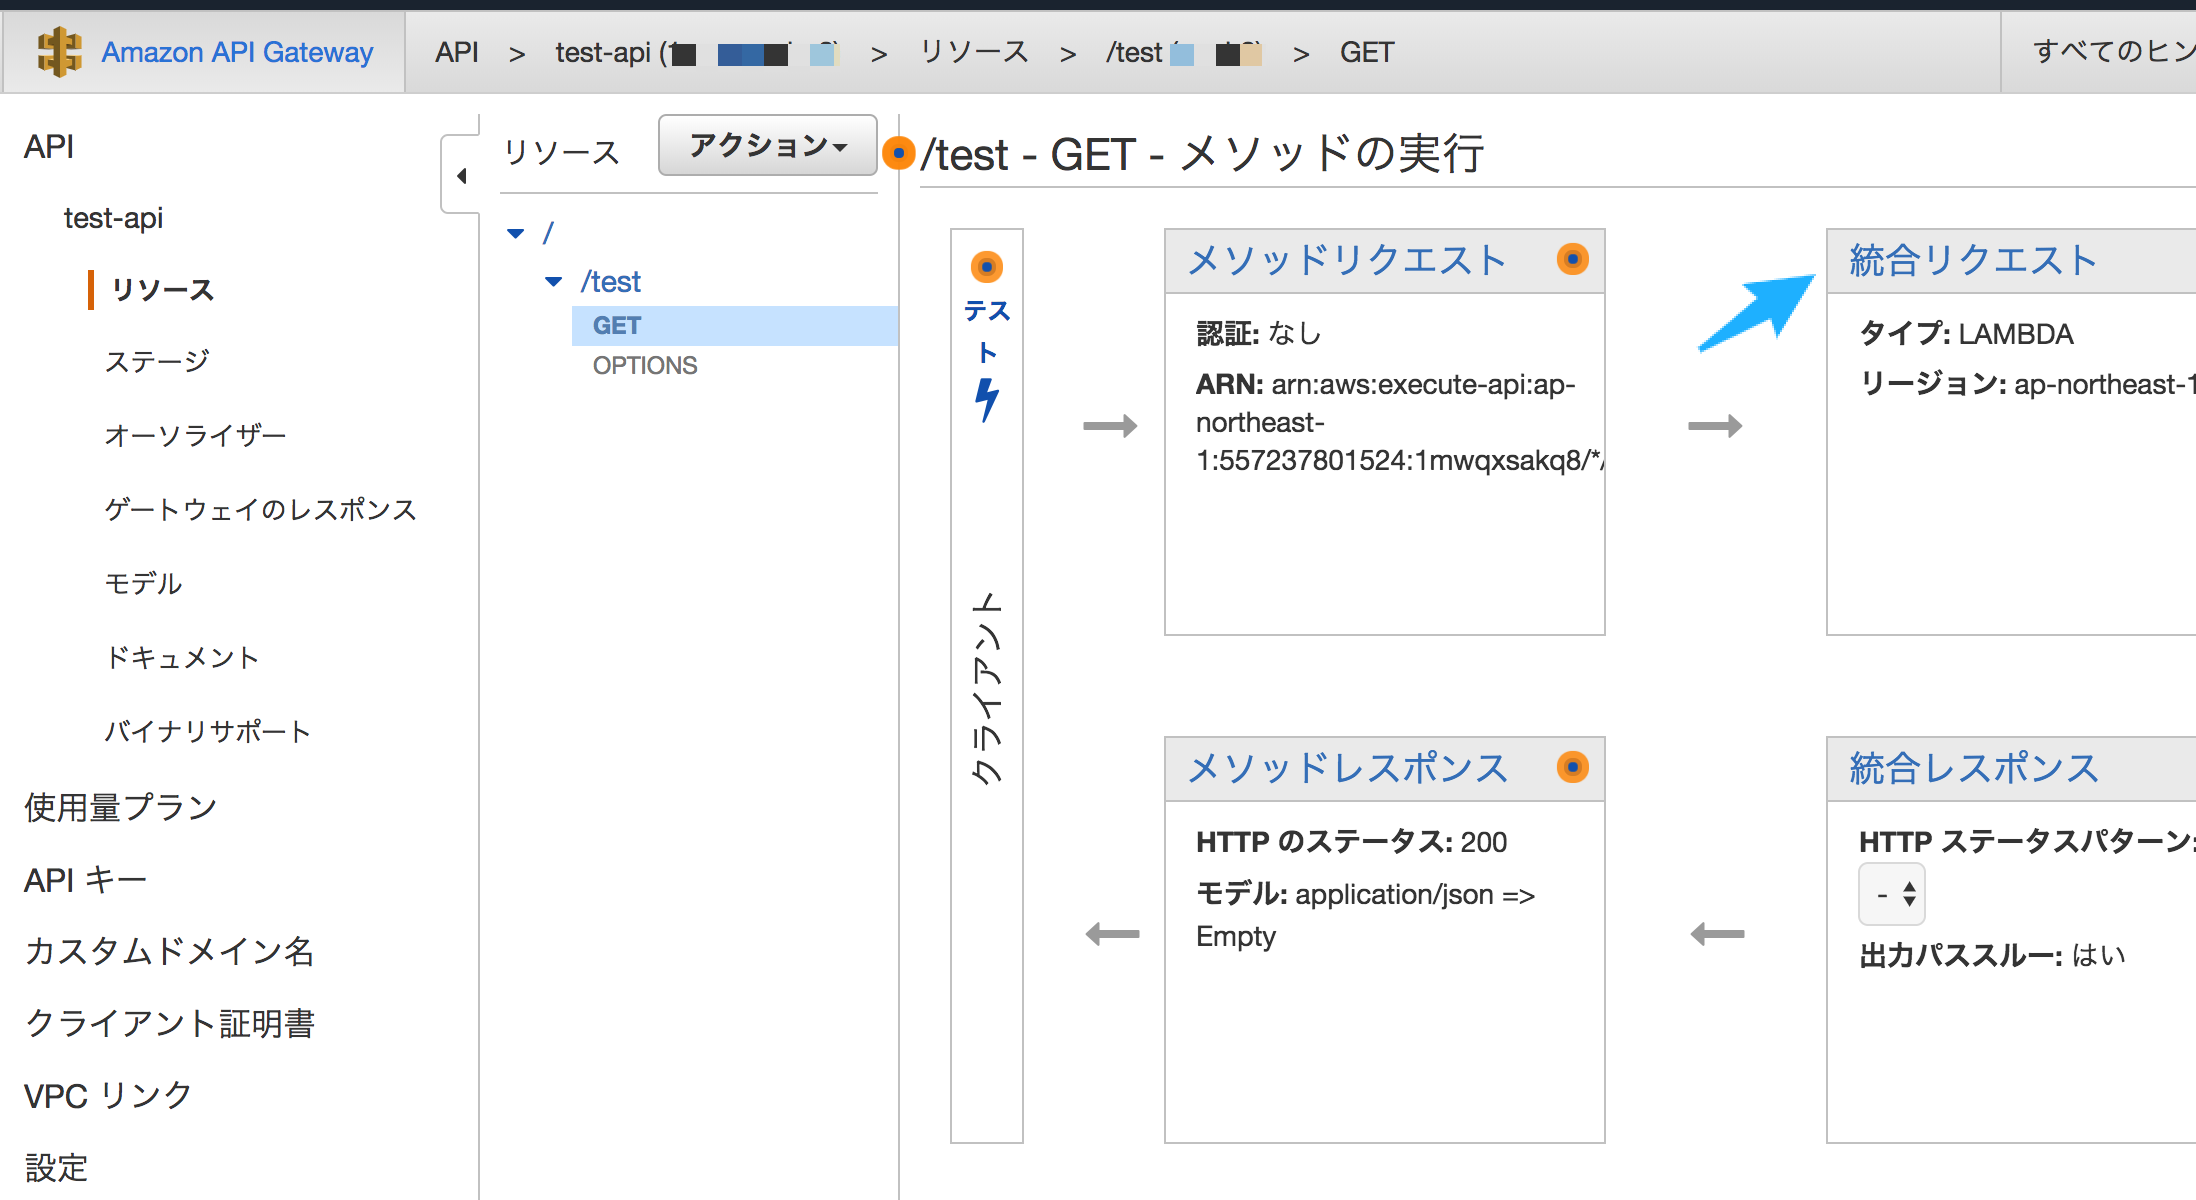 Amazon API Gateway
API > test-api ( > リソース > /test > GET
すべてのヒン
API
test-api
リソース
ステージ
オーソライザー
ゲートウェイのレスポンス
モデル
ドキュメント
バイナリサポート
使用量プラン
API キー
カスタムドメイン名
クライアント証明書
VPC リンク
設定
リソース
アクション
/
/test
GET
OPTIONS
/test - GET - メソッドの実行
テス
ト
クライアント
メソッドリクエスト
認証: なし
ARN: arn:aws:execute-api:ap-
northeast-
1:557237801524:1mwqxsakq8/*/
統合リクエスト
タイプ: LAMBDA
リージョン: ap-northeast-1
メソッドレスポンス
HTTP のステータス: 200
モデル: application/json =>
Empty
統合レスポンス
HTTP ステータスパターン:
-
出力パススルー: はい